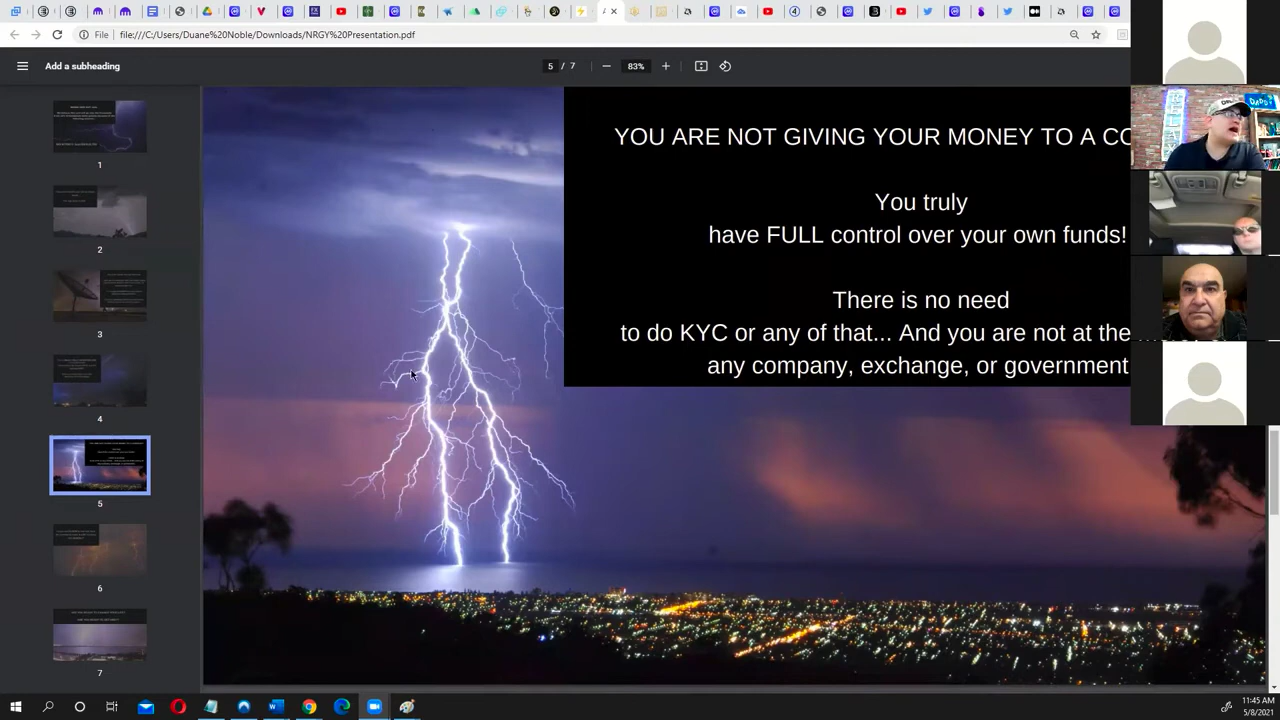 File
file:///C:/Users/Duane%20Noble/Downloads/NRGY%20Presentation.pdf
Add a subheading
5 / 7
83%
YOU ARE NOT GIVING YOUR MONEY TO A CO
You truly
have FULL control over your own funds!
There is no need
to do KYC or any of that... And you are not at the
any company, exchange, or government
1
2
3
4
5
6
7
11:45 AM
5/8/2021